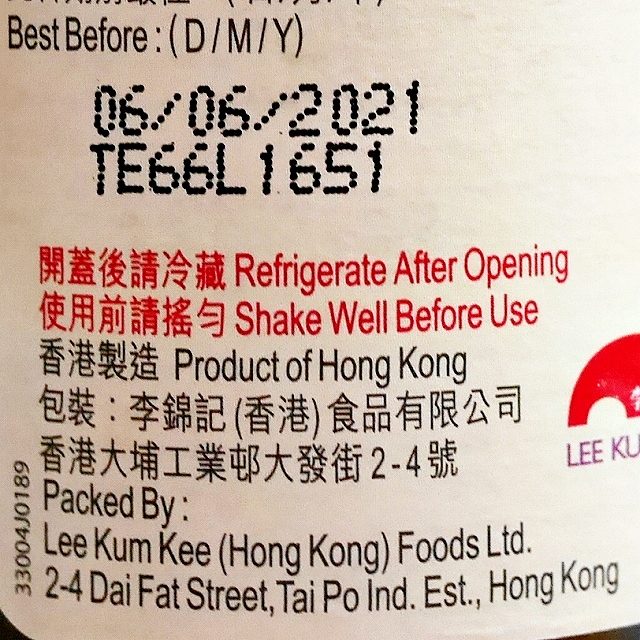 Best Before : ( D / M / Y )
06/06/2021
TE66L1651
開蓋後請冷藏 Refrigerate After Opening
使用前請搖勻 Shake Well Before Use
香港製造 Product of Hong Kong
包裝：李錦記 (香港) 食品有限公司
香港大埔工業邨大發街 2-4 號
Packed By :
Lee Kum Kee (Hong Kong) Foods Ltd.
2-4 Dai Fat Street, Tai Po Ind. Est., Hong Kong
33004J0189
LEE KU